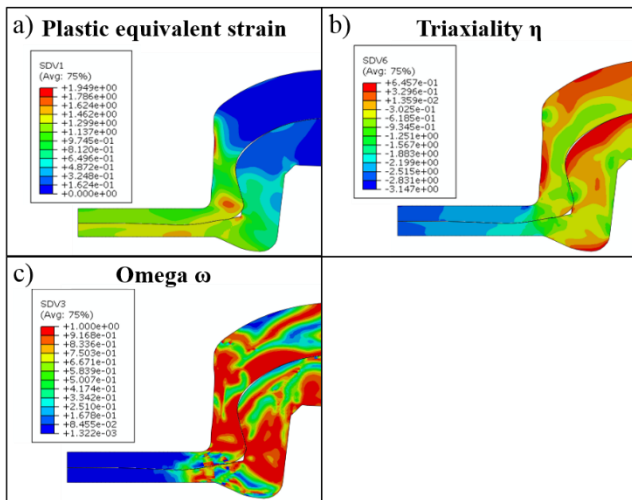 a) Plastic equivalent strain
SDV1
(Avg: 75%)
+1.949e+00
+1.786e+00
+1.624e+00
+1.462e+00
+1.299e+00
+1.137e+00
+9.745e-01
+8.120e-01
+6.496e-01
+4.872e-01
+3.248e-01
+1.624e-01
+0.000e+00
b) Triaxiality η
SDV6
(Avg: 75%)
+6.457e-01
+3.296e-01
+1.359e-02
-3.025e-01
-6.185e-01
-9.345e-01
-1.251e+00
-1.567e+00
-1.883e+00
-2.199e+00
-2.515e+00
-2.831e+00
-3.147e+00
c) Omega ω
SDV3
(Avg: 75%)
+1.000e+00
+9.168e-01
+8.336e-01
+7.503e-01
+6.671e-01
+5.839e-01
+5.007e-01
+4.174e-01
+3.342e-01
+2.510e-01
+1.678e-01
+8.455e-02
+1.322e-03